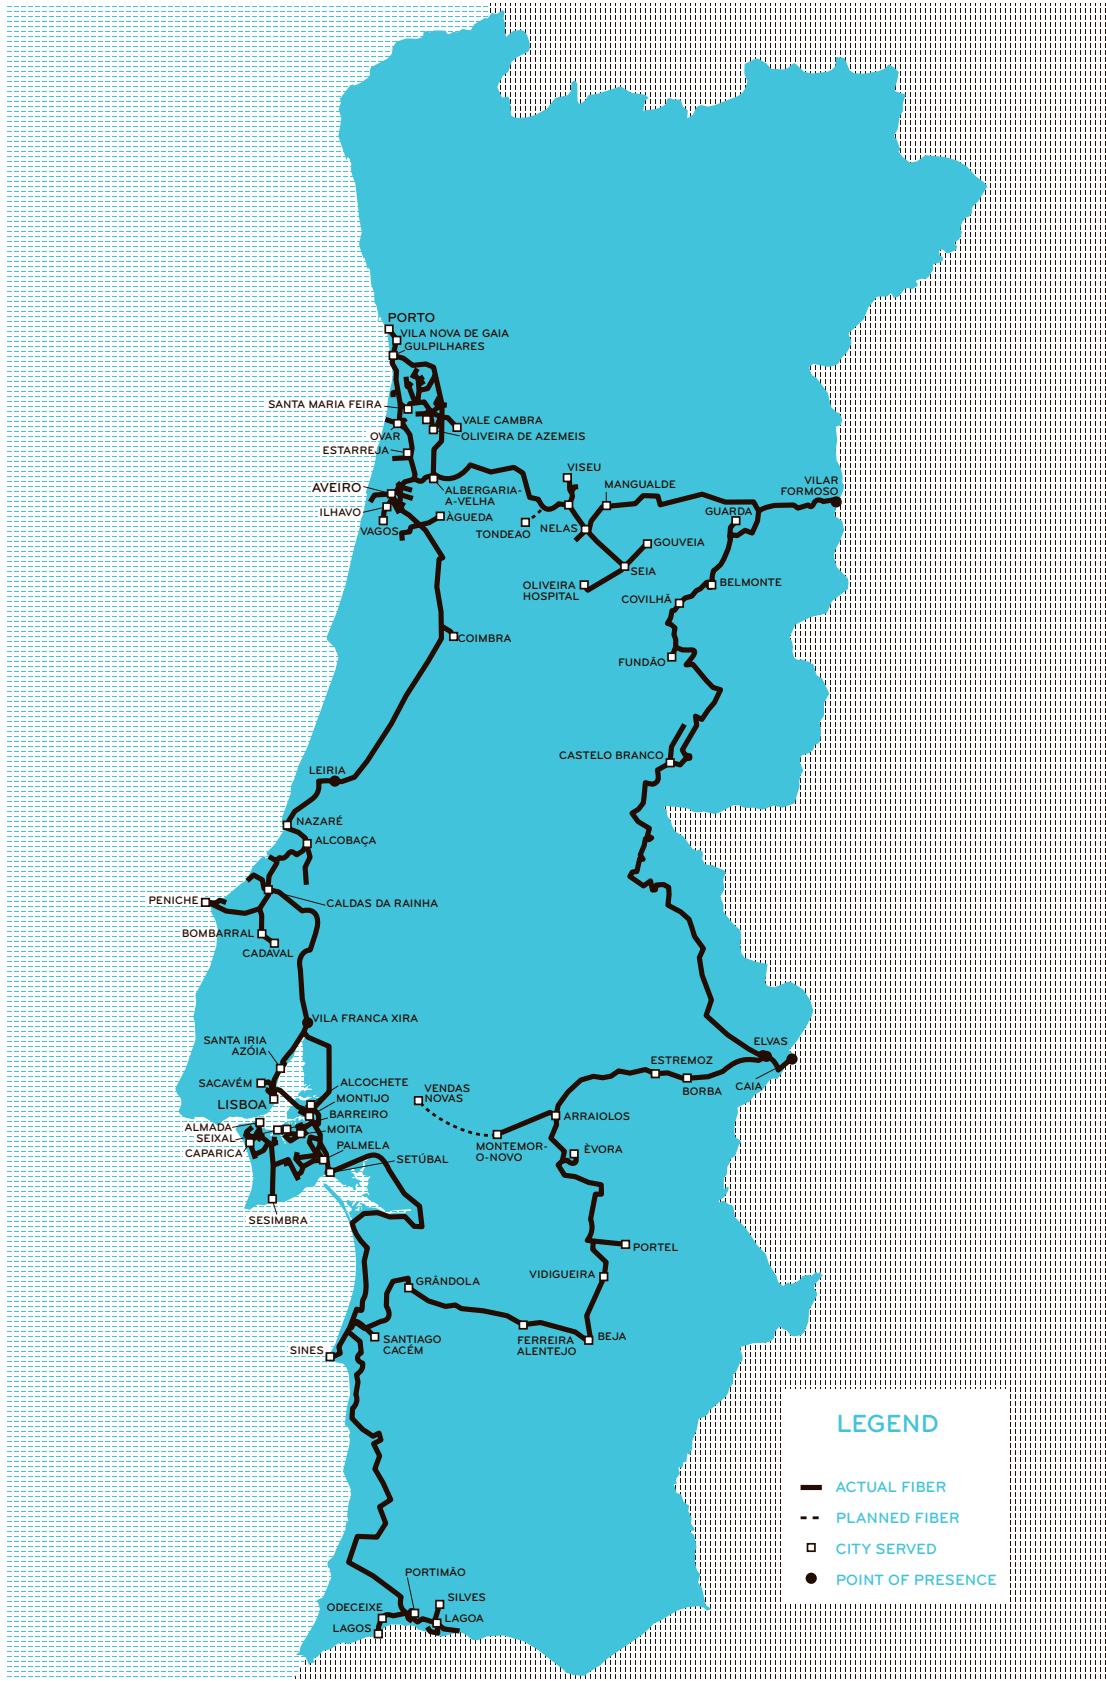 PORTO
VILA NOVA DE GAIA
GULPILHARES
SANTA MARIA FEIRA
VALE CAMBRA
OVAR
OLIVEIRA DE AZEMEIS
ESTARREJA
VISEU
AVEIRO
ALBERGARIA-
A-VELHA
MANGUALDE
VILAR
FORMOSO
ILHAVO
ÀGUEDA
GUARDA
VAGOS
TONDEAO
NELAS
GOUVEIA
SEIA
OLIVEIRA
HOSPITAL
BELMONTE
COVILHÃ
COIMBRA
FUNDÃO
CASTELO BRANCO
LEIRIA
NAZARÉ
ALCOBAÇA
PENICHE
CALDAS DA RAINHA
BOMBARRAL
CADAVAL
VILA FRANCA XIRA
SANTA IRIA
AZÓIA
ELVAS
ESTREMOZ
SACAVÉM
ALCOCHETE
VENDAS
NOVAS
BORBA
CAIA
LISBOA
MONTIJO
BARREIRO
ARRAIOLOS
ALMADA
MOITA
SEIXAL
CAPARICA
PALMELA
MONTEMOR-
O-NOVO
ÈVORA
SETÚBAL
SESIMBRA
PORTEL
VIDIGUEIRA
GRÂNDOLA
SANTIAGO
CACÉM
FERREIRA
ALENTEJO
BEJA
SINES
LEGEND
ACTUAL FIBER
PLANNED FIBER
CITY SERVED
POINT OF PRESENCE
PORTIMÃO
SILVES
ODECEIXE
LAGOA
LAGOS